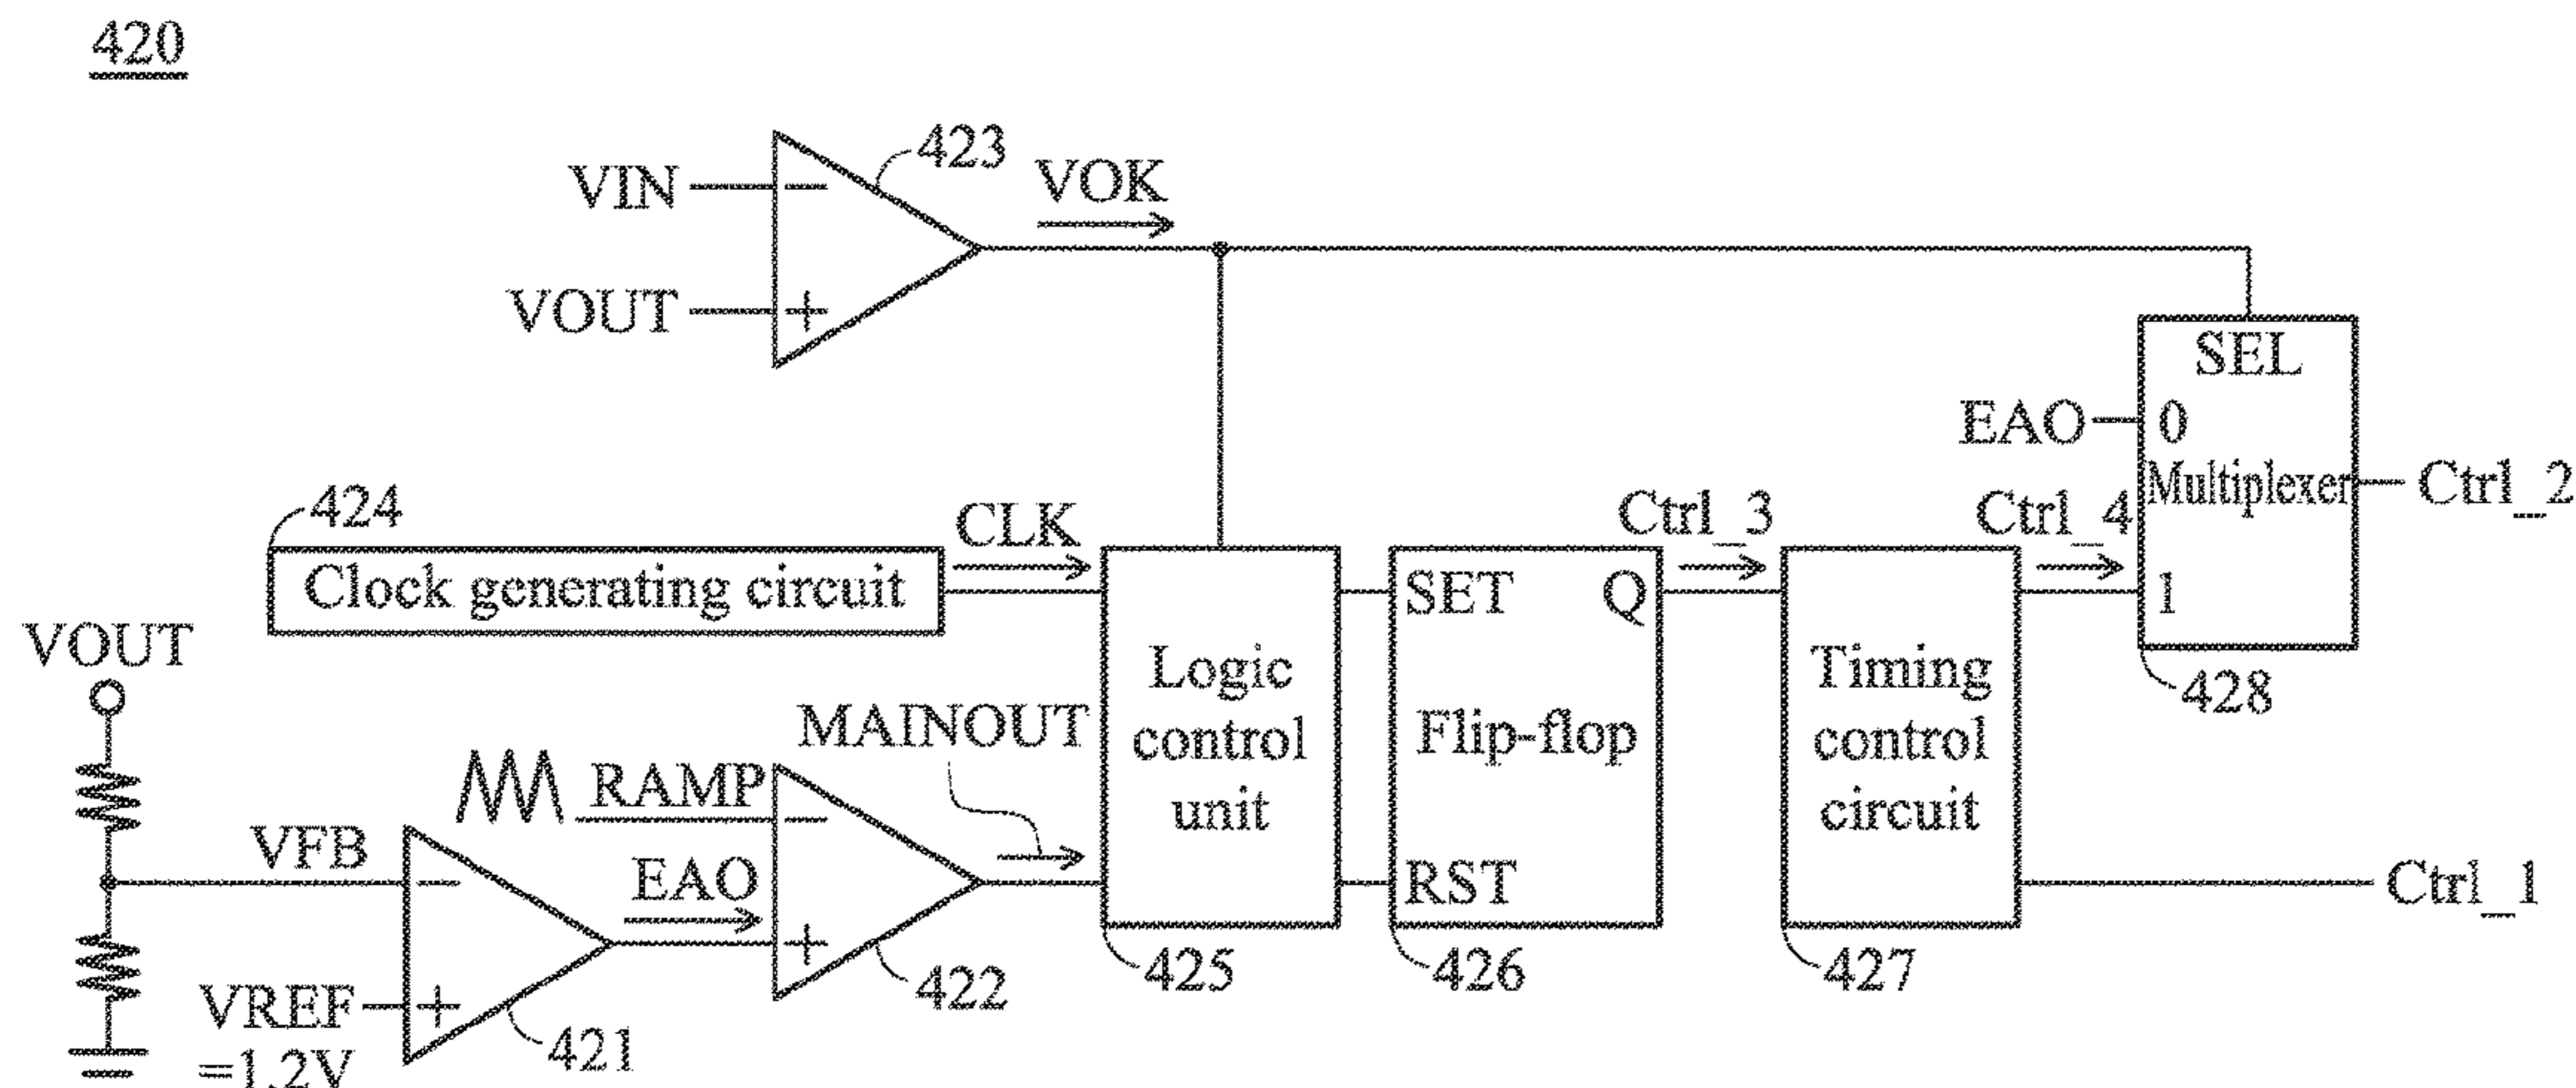 420
423
VIN
−
VOK
VOUT
+
SEL
EAO
0
Multiplexer
Ctrl_2
424
CLK
Ctrl_3
Ctrl_4
Clock generating circuit
SET
Q
1
VOUT
Logic
control
unit
Flip-flop
Timing
control
circuit
428
MAINOUT
RAMP
−
VFB
−
EAO
+
RST
Ctrl_1
VREF
=1.2V
+
421
422
425
426
427